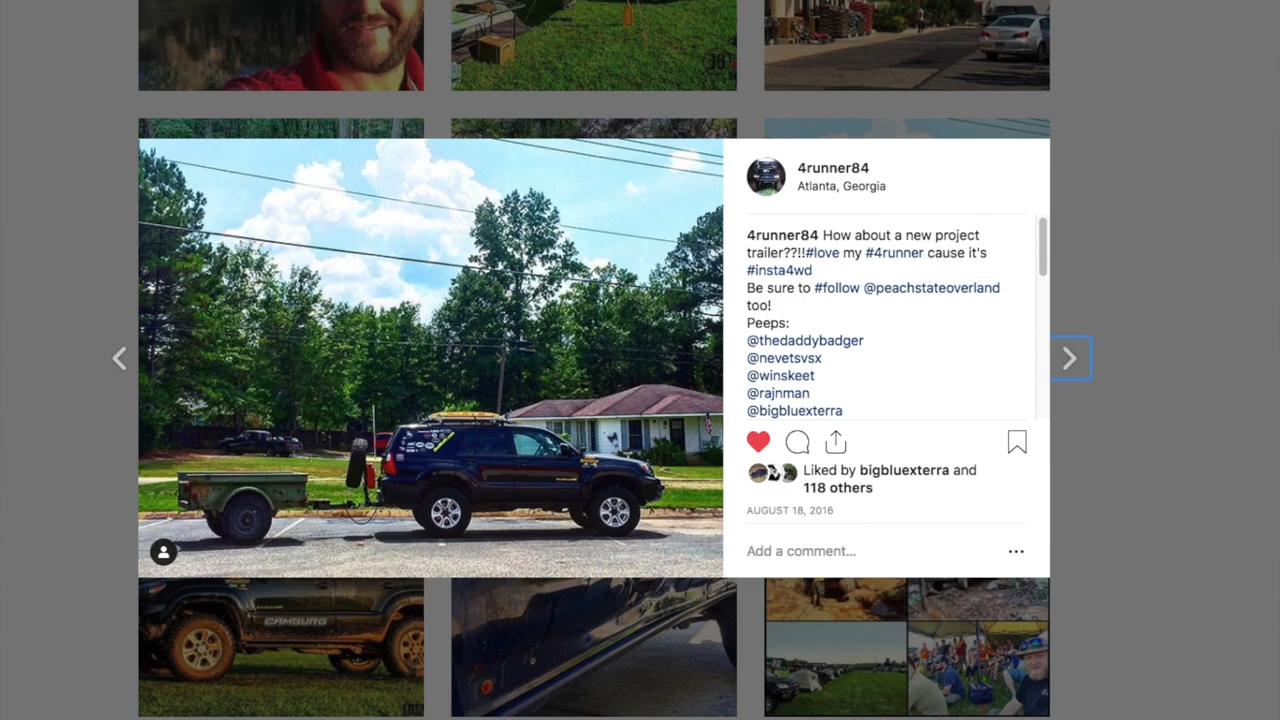 4runner84
Atlanta, Georgia
4runner84 How about a new project
trailer??!!#love my #4runner cause it's
#insta4wd
Be sure to #follow @peachstateoverland
too!
Peeps:
@thedaddybadger
@nevetsvsx
@winskeet
@rajnman
@bigbluexterra
Liked by bigbluexterra and
118 others
AUGUST 18, 2016
Add a comment...
CAMBURG